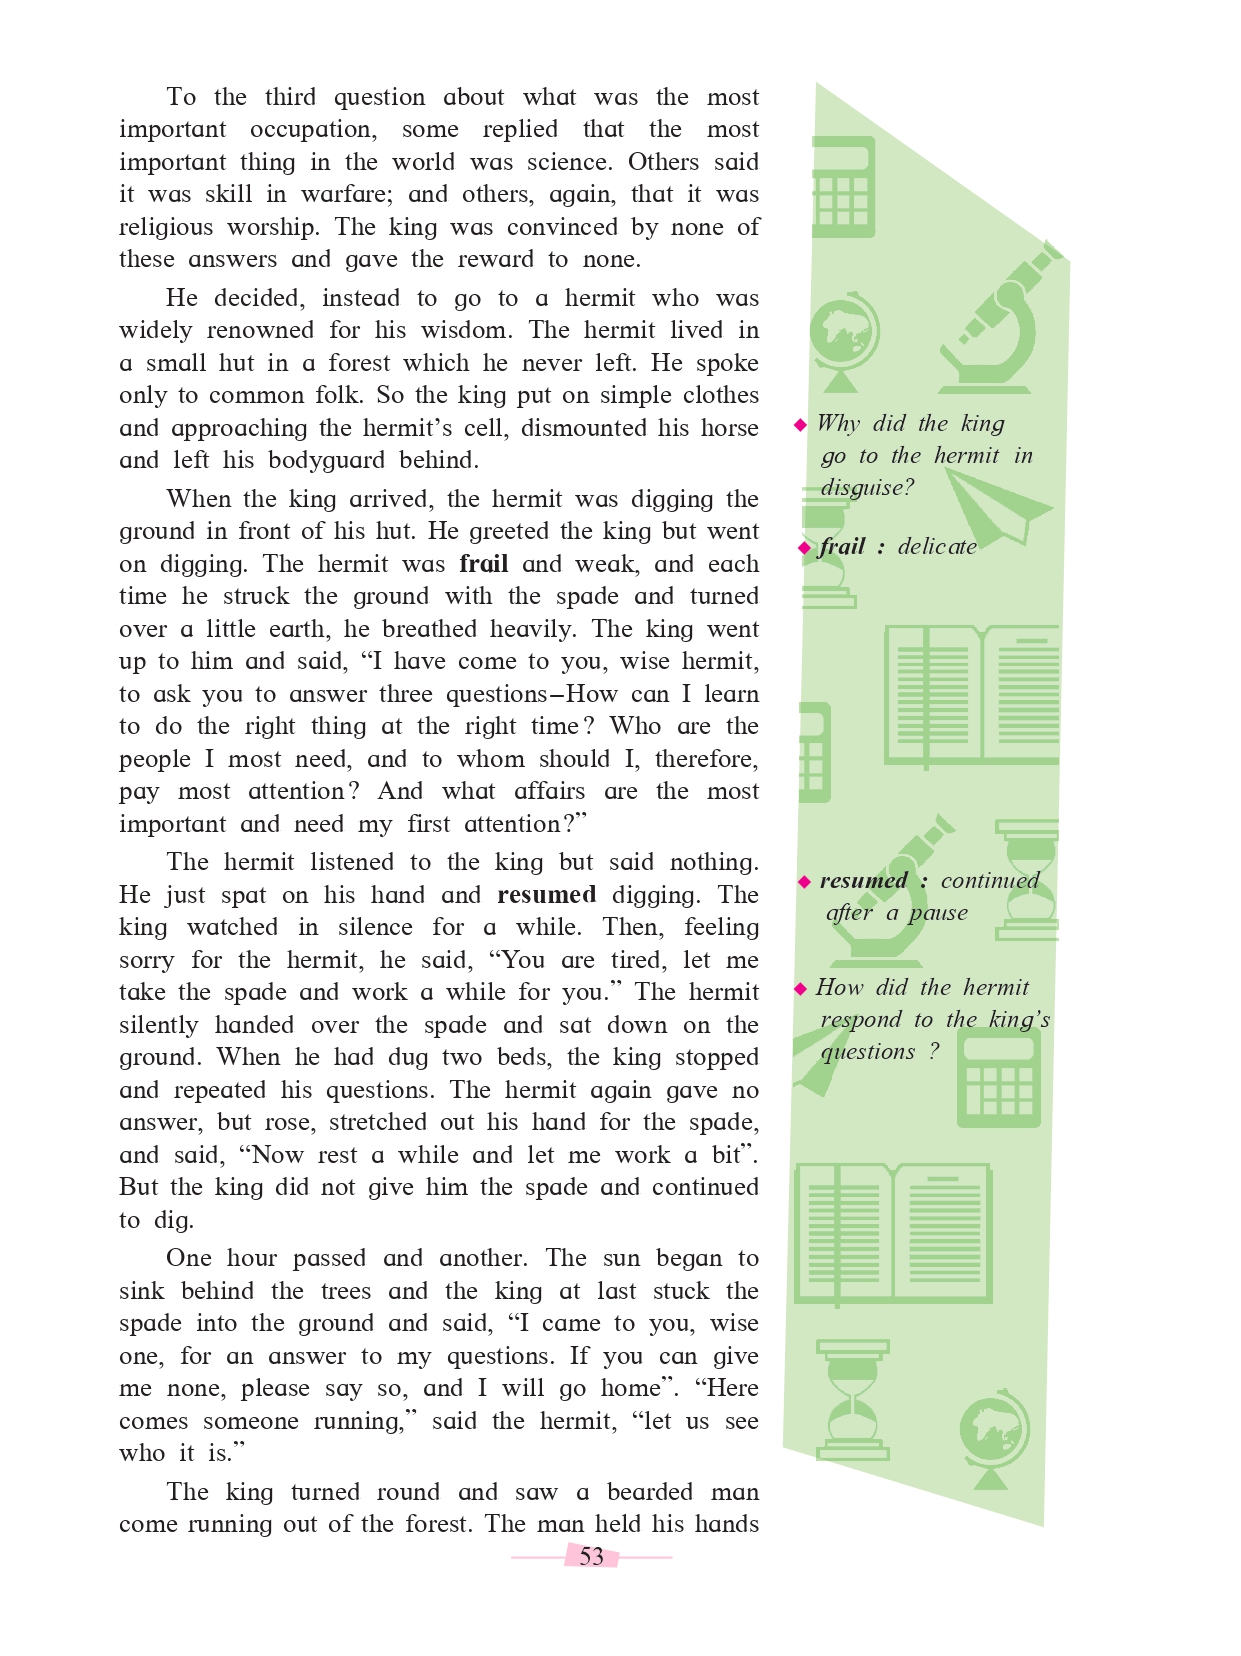 To the third question about what was the most
important occupation, some replied that the most
important thing in the world was science. Others said
it was skill in warfare; and others, again, that it was
religious worship. The king was convinced by none of
these answers and gave the reward to none.
He decided, instead to go to a hermit who was
widely renowned for his wisdom. The hermit lived in
a small hut in a forest which he never left. He spoke
only to common folk. So the king put on simple clothes
and approaching the hermit’s cell, dismounted his horse
and left his bodyguard behind.
When the king arrived, the hermit was digging the
ground in front of his hut. He greeted the king but went
on digging. The hermit was frail and weak, and each
time he struck the ground with the spade and turned
over a little earth, he breathed heavily. The king went
up to him and said, “I have come to you, wise hermit,
to ask you to answer three questions–How can I learn
to do the right thing at the right time? Who are the
people I most need, and to whom should I, therefore,
pay most attention? And what affairs are the most
important and need my first attention?”
The hermit listened to the king but said nothing.
He just spat on his hand and resumed digging. The
king watched in silence for a while. Then, feeling
sorry for the hermit, he said, “You are tired, let me
take the spade and work a while for you.” The hermit
silently handed over the spade and sat down on the
ground. When he had dug two beds, the king stopped
and repeated his questions. The hermit again gave no
answer, but rose, stretched out his hand for the spade,
and said, “Now rest a while and let me work a bit”.
But the king did not give him the spade and continued
to dig.
One hour passed and another. The sun began to
sink behind the trees and the king at last stuck the
spade into the ground and said, “I came to you, wise
one, for an answer to my questions. If you can give
me none, please say so, and I will go home”. “Here
comes someone running,” said the hermit, “let us see
who it is.”
The king turned round and saw a bearded man
come running out of the forest. The man held his hands
◆ Why did the king
go to the hermit in
disguise?
◆ frail : delicate
◆ resumed : continued
after a pause
◆ How did the hermit
respond to the king’s
questions ?
53